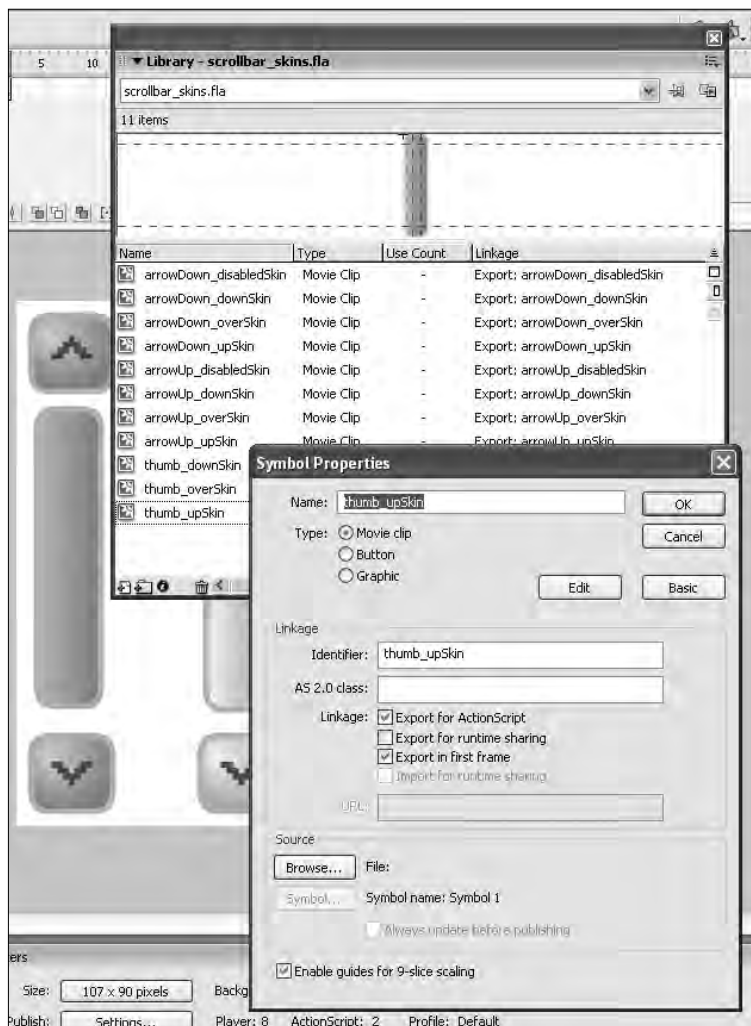 5 10
Library - scrollbar_skins.fla
scrollbar_skins.fla
11 items
Name Type Use Count Linkage
arrowDown_disabledSkin Movie Clip - Export: arrowDown_disabledSkin
arrowDown_downSkin Movie Clip - Export: arrowDown_downSkin
arrowDown_overSkin Movie Clip - Export: arrowDown_overSkin
arrowDown_upSkin Movie Clip - Export: arrowDown_upSkin
arrowUp_disabledSkin Movie Clip - Export: arrowUp_disabledSkin
arrowUp_downSkin Movie Clip - Export: arrowUp_downSkin
arrowUp_overSkin Movie Clip - Export: arrowUp_overSkin
arrowUp_upSkin Movie Clip - Export: arrowUp_upSkin
thumb_downSkin
thumb_overSkin
thumb_upSkin
Symbol Properties
Name: thumb_upSkin OK
Type: Movie clip Cancel
Button
Graphic
Edit Basic
Linkage
Identifier: thumb_upSkin
AS 2.0 class:
Linkage: Export for ActionScript
Export for runtime sharing
Export in first frame
Import for runtime sharing
URL:
Source
Browse... File:
Symbol... Symbol name: Symbol 1
Always update before publishing
Enable guides for 9-slice scaling
ers
Size: 107 x 90 pixels Backg
Publish: Settings... Player: 8 ActionScript: 2 Profile: Default